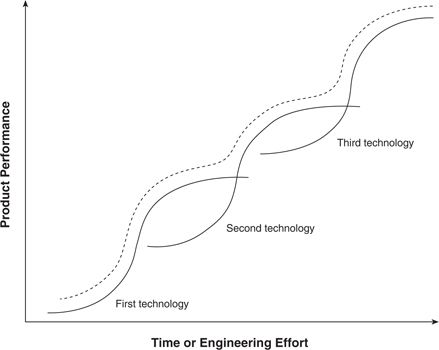 Product Performance
Third technology
Second technology
First technology
Time or Engineering Effort